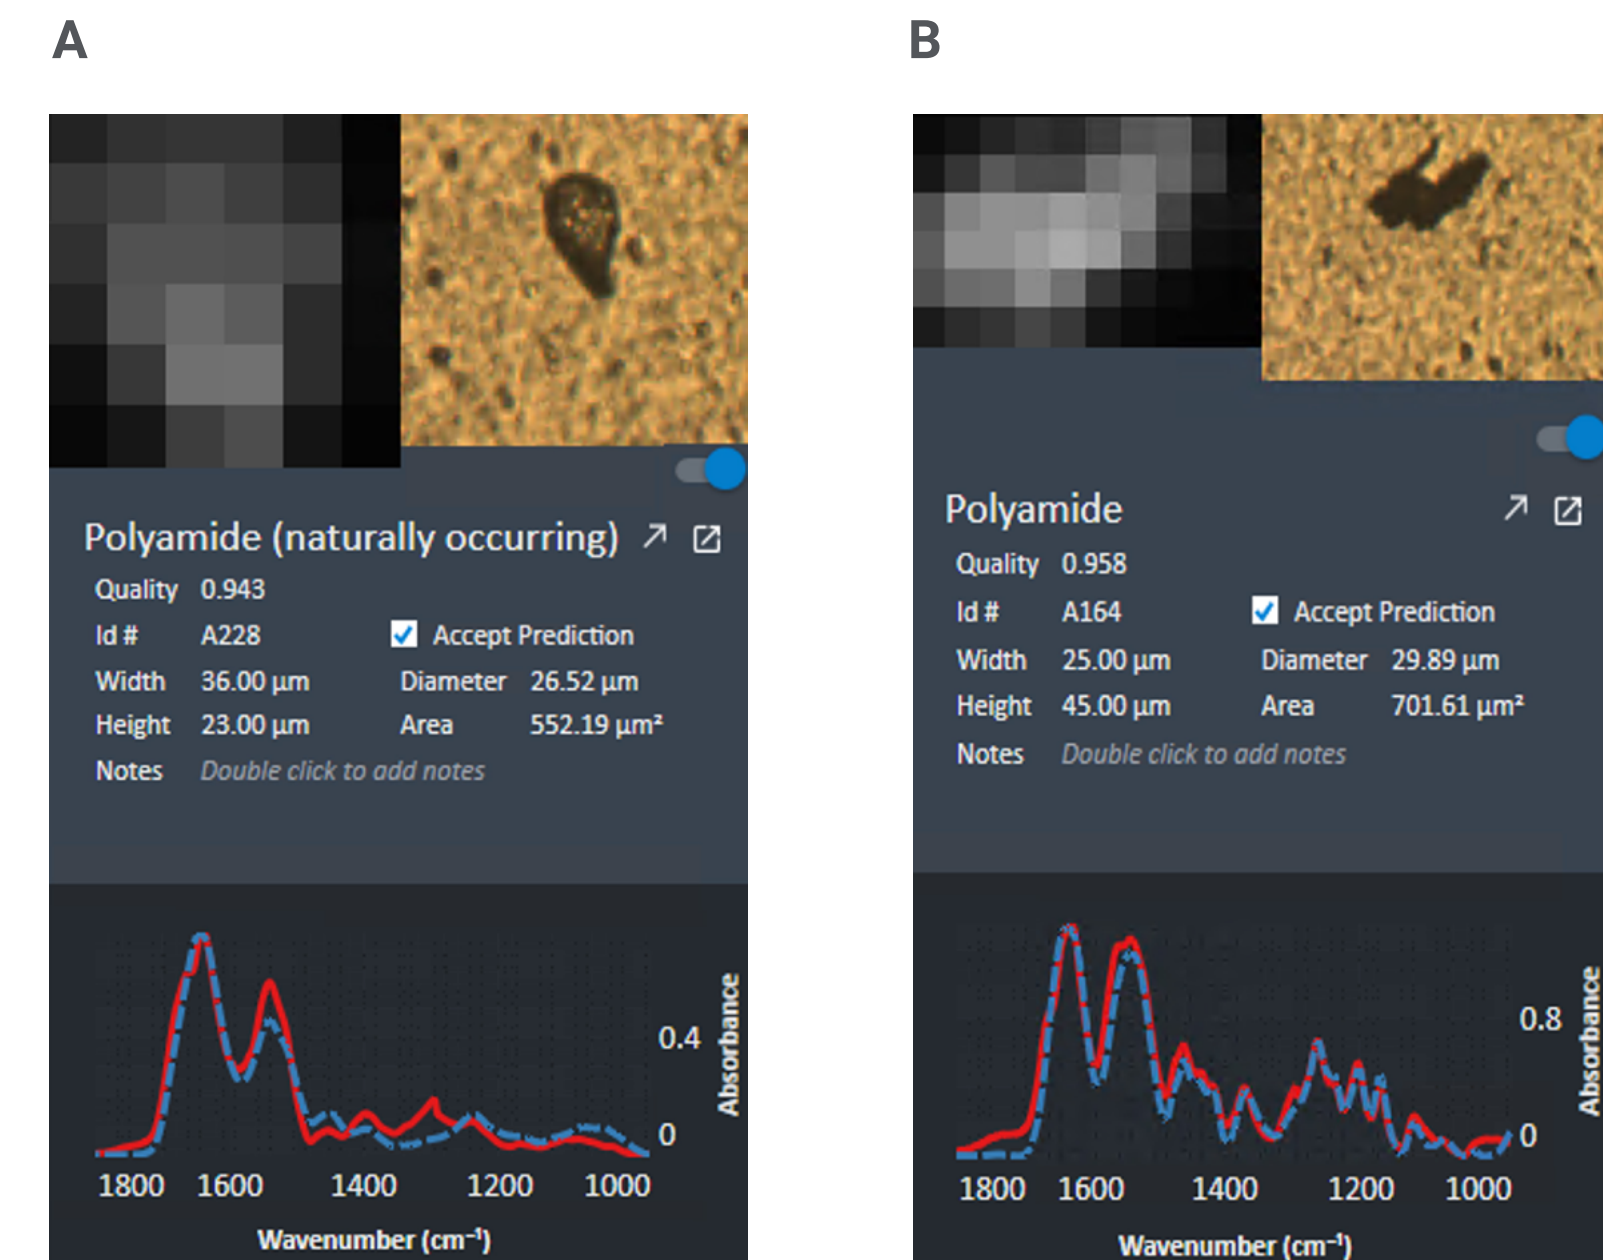 A
Polyamide (naturally occurring)
Quality 0.943
Id # A228 Accept Prediction
Width 36.00 µm Diameter 26.52 µm
Height 23.00 µm Area 552.19 µm²
Notes Double click to add notes
0.4
0
Absorbance
1800 1600 1400 1200 1000
Wavenumber (cm⁻¹)
B
Polyamide
Quality 0.958
Id # A164 Accept Prediction
Width 25.00 µm Diameter 29.89 µm
Height 45.00 µm Area 701.61 µm²
Notes Double click to add notes
0.8
0
Absorbance
1800 1600 1400 1200 1000
Wavenumber (cm⁻¹)